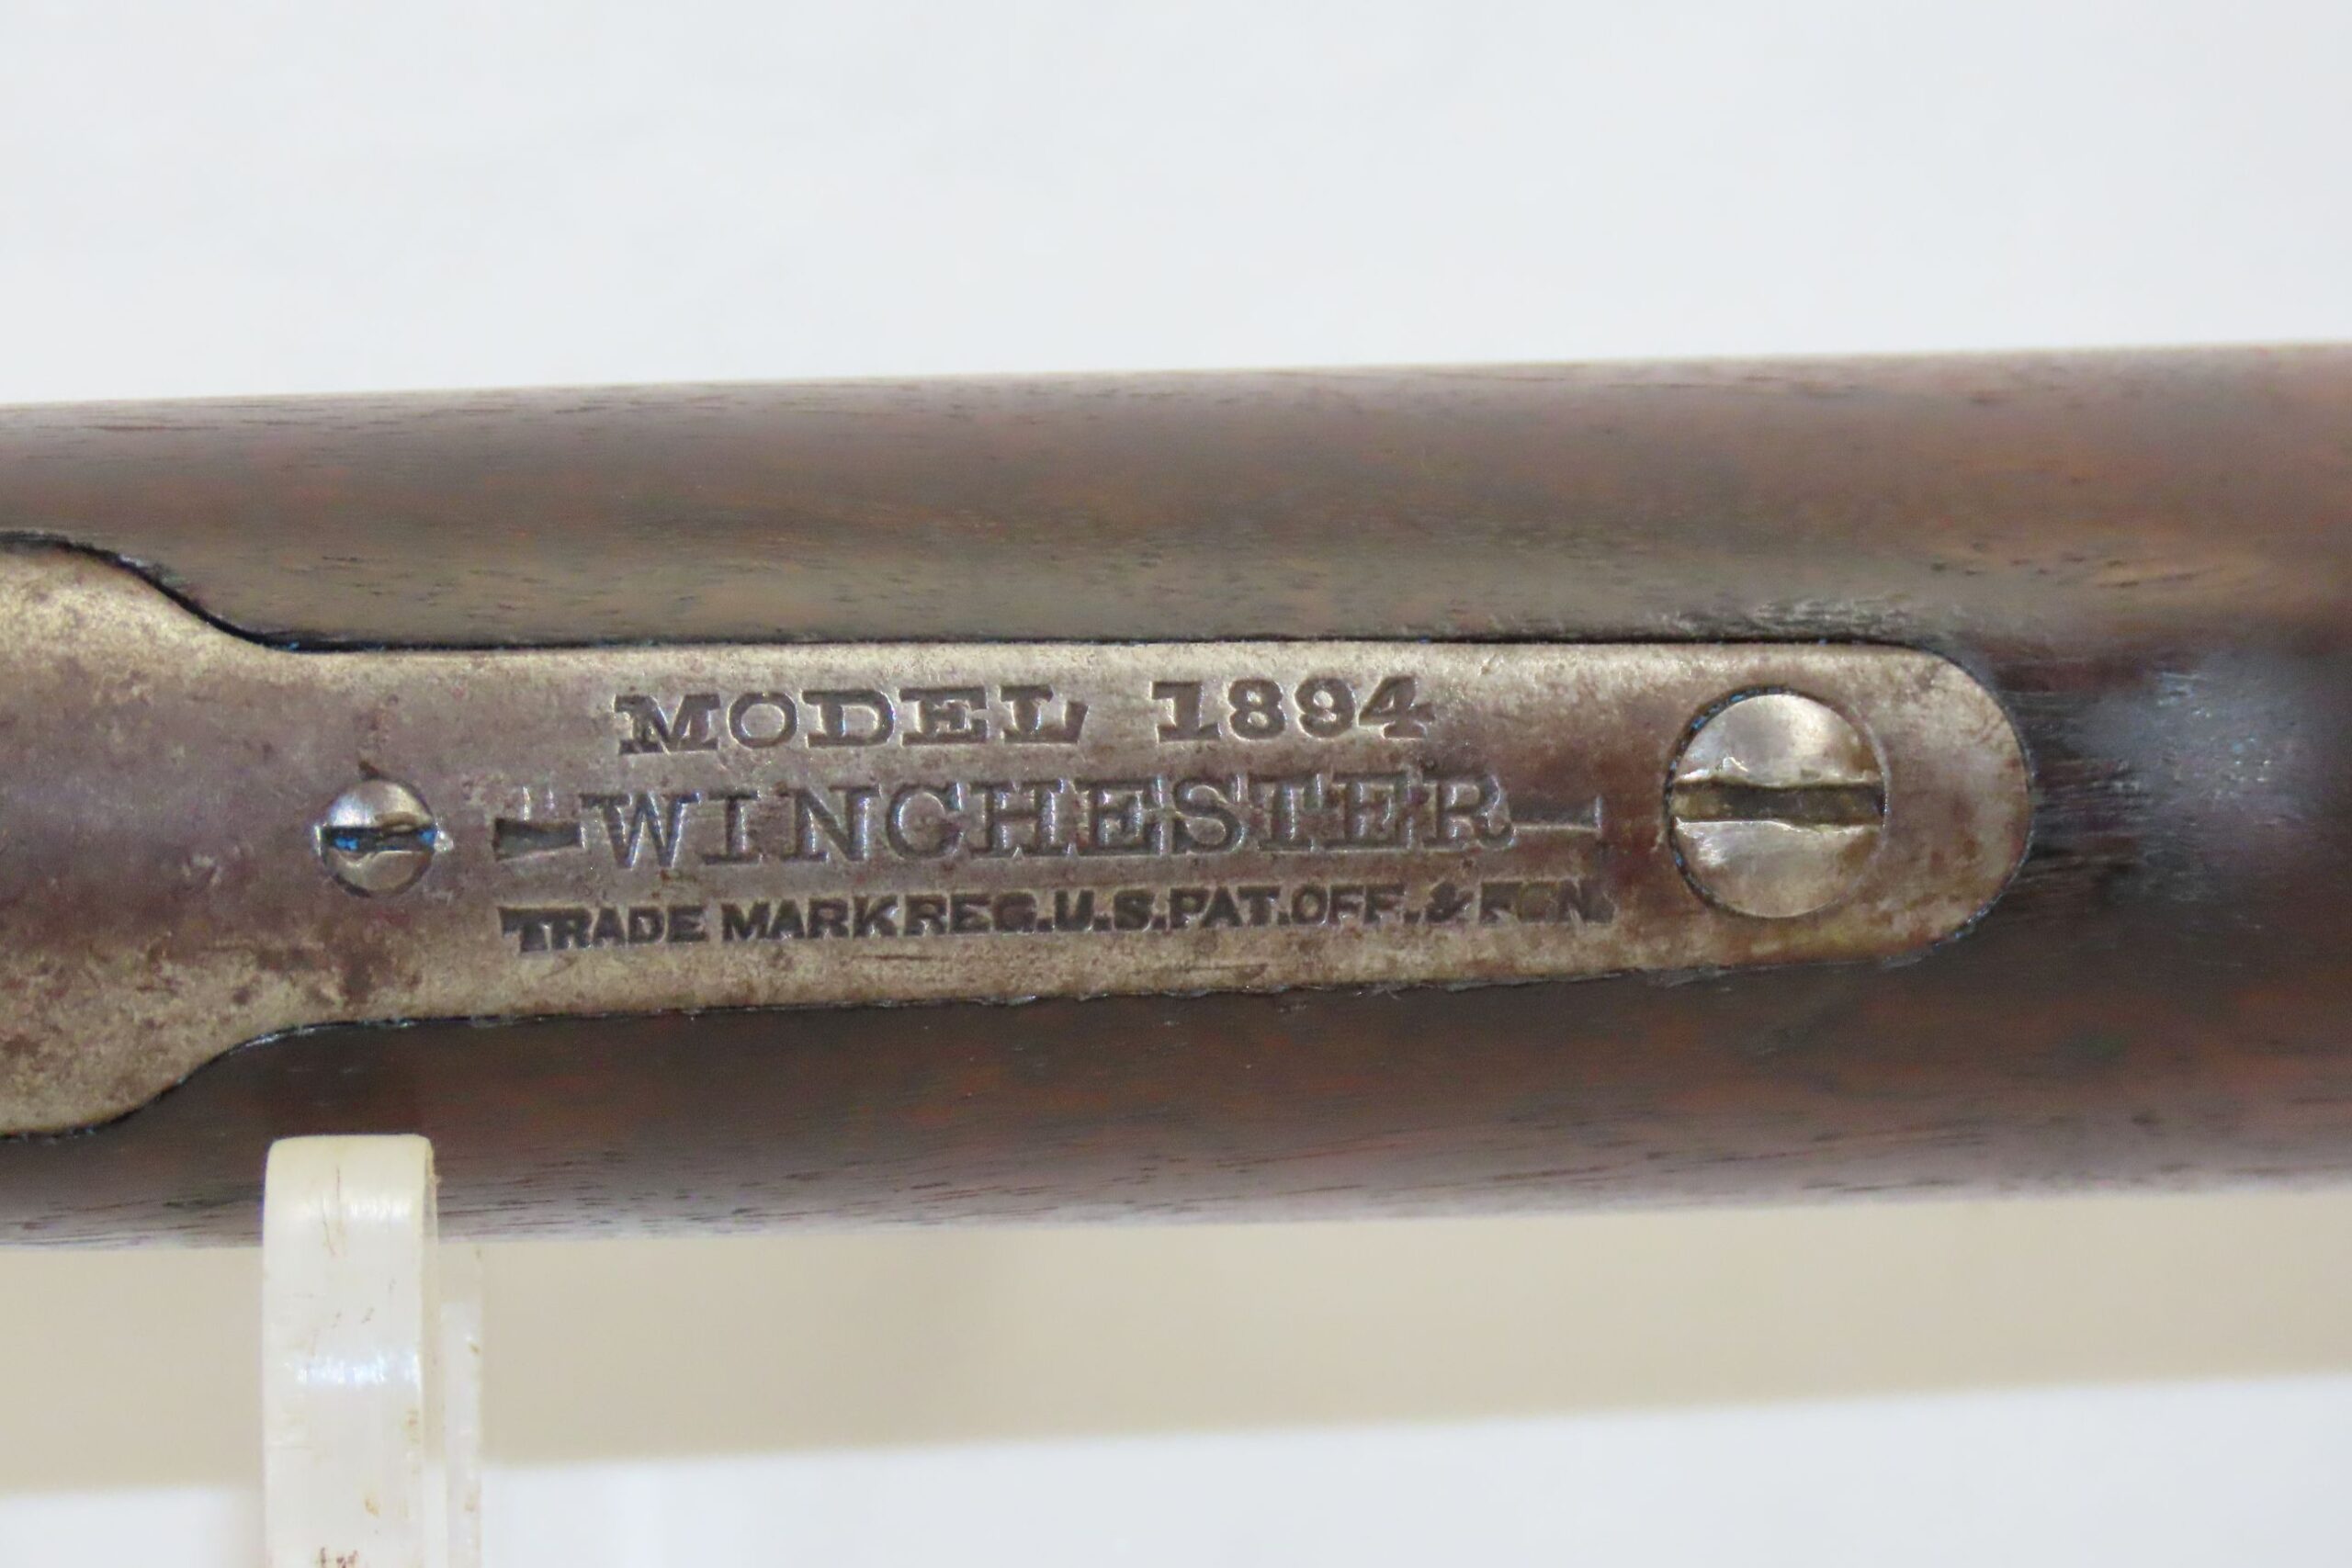 MODEL 1894
-WINCHESTER-
TRADE MARK REG.U.S.PAT.OFF. & FGN.